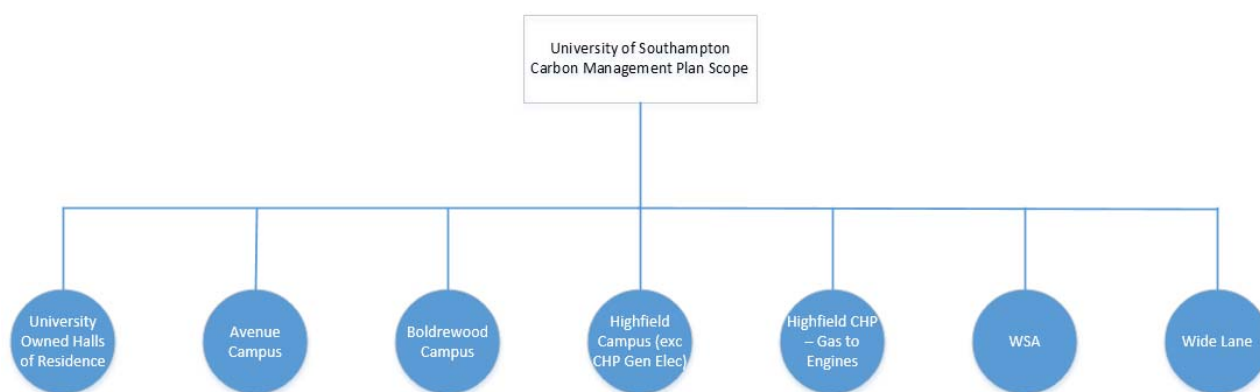 University of Southampton
Carbon Management Plan Scope
University
Owned Halls
of Residence
Avenue
Campus
Boldrewood
Campus
Highfield
Campus (exc
CHP Gen Elec)
Highfield CHP
– Gas to
Engines
WSA
Wide Lane